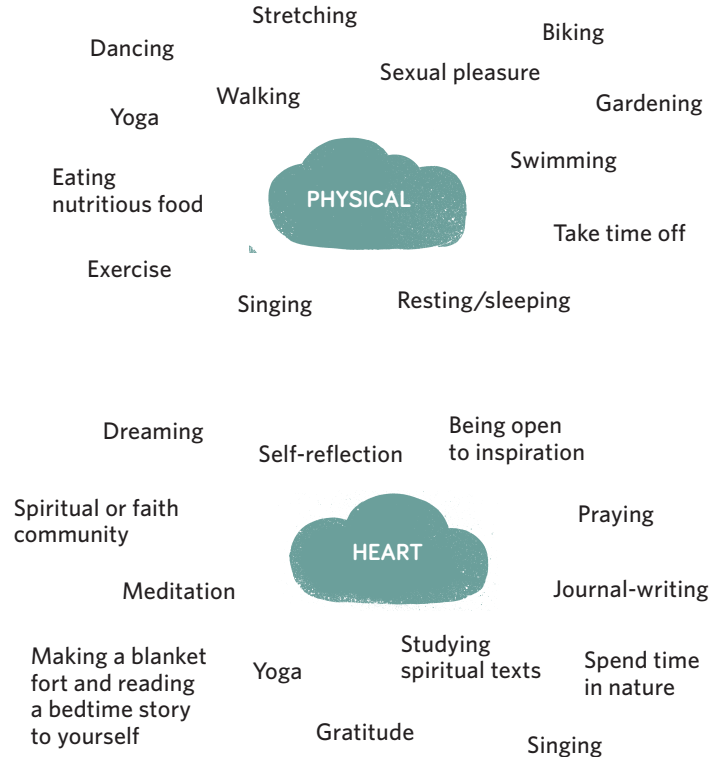 Stretching
Dancing
Biking
Sexual pleasure
Walking
Gardening
Yoga
Swimming
Eating
nutritious food
PHYSICAL
Take time off
Exercise
Singing
Resting/sleeping
Dreaming
Self-reflection
Being open
to inspiration
Spiritual or faith
community
Praying
HEART
Meditation
Journal-writing
Making a blanket
fort and reading
a bedtime story
to yourself
Yoga
Studying
spiritual texts
Spend time
in nature
Gratitude
Singing